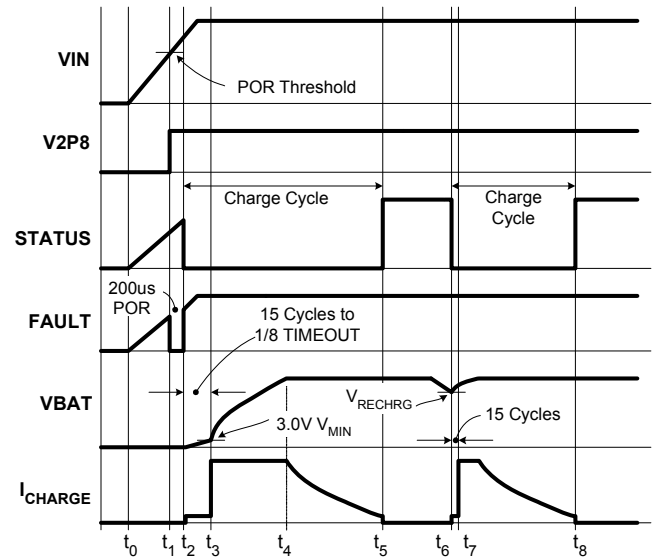 VIN
POR Threshold
V2P8
Charge Cycle
Charge
Cycle
STATUS
200us
POR
FAULT
15 Cycles to
1/8 TIMEOUT
VBAT
VRECHRG
3.0V VMIN
15 Cycles
ICHARGE
t0 t1 t2 t3 t4 t5 t6 t7 t8